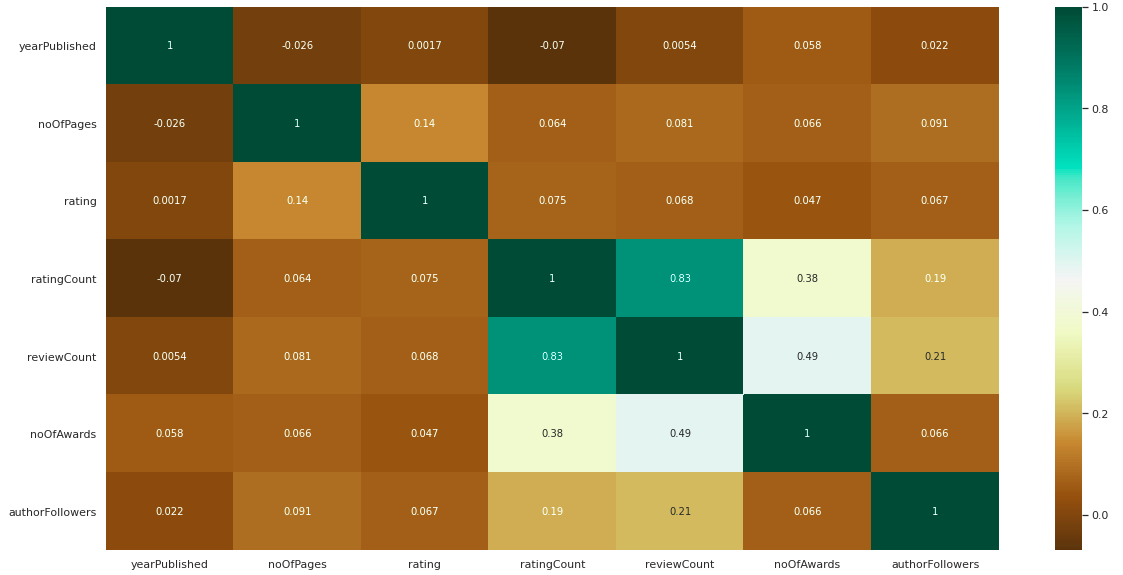 yearPublished 1 -0.026 0.0017 -0.07 0.0054 0.058 0.022
noOfPages -0.026 1 0.14 0.064 0.081 0.066 0.091
rating 0.0017 0.14 1 0.075 0.068 0.047 0.067
ratingCount -0.07 0.064 0.075 1 0.83 0.38 0.19
reviewCount 0.0054 0.081 0.068 0.83 1 0.49 0.21
noOfAwards 0.058 0.066 0.047 0.38 0.49 1 0.066
authorFollowers 0.022 0.091 0.067 0.19 0.21 0.066 1
yearPublished noOfPages rating ratingCount reviewCount noOfAwards authorFollowers
1.0
0.8
0.6
0.4
0.2
0.0